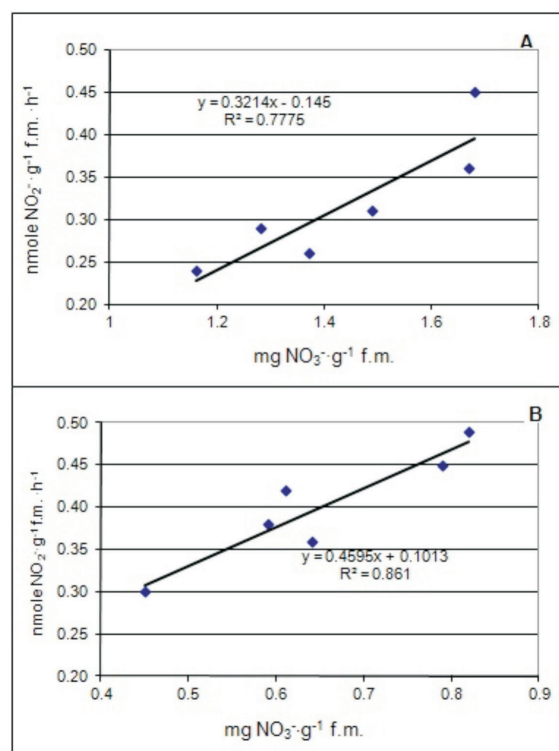 A
0.50
0.45
0.40
0.35
0.30
0.25
0.20
nmole NO₂⁻· g⁻¹ f.m. · h⁻¹
y = 0.3214x - 0.145
R² = 0.7775
1 1.2 1.4 1.6 1.8
mg NO₃⁻·g⁻¹ f.m.
B
0.50
0.45
0.40
0.35
0.30
0.25
0.20
nmole NO₂⁻· g⁻¹ f.m. · h⁻¹
y = 0.4595x + 0.1013
R² = 0.861
0.4 0.5 0.6 0.7 0.8 0.9
mg NO₃⁻·g⁻¹ f.m.